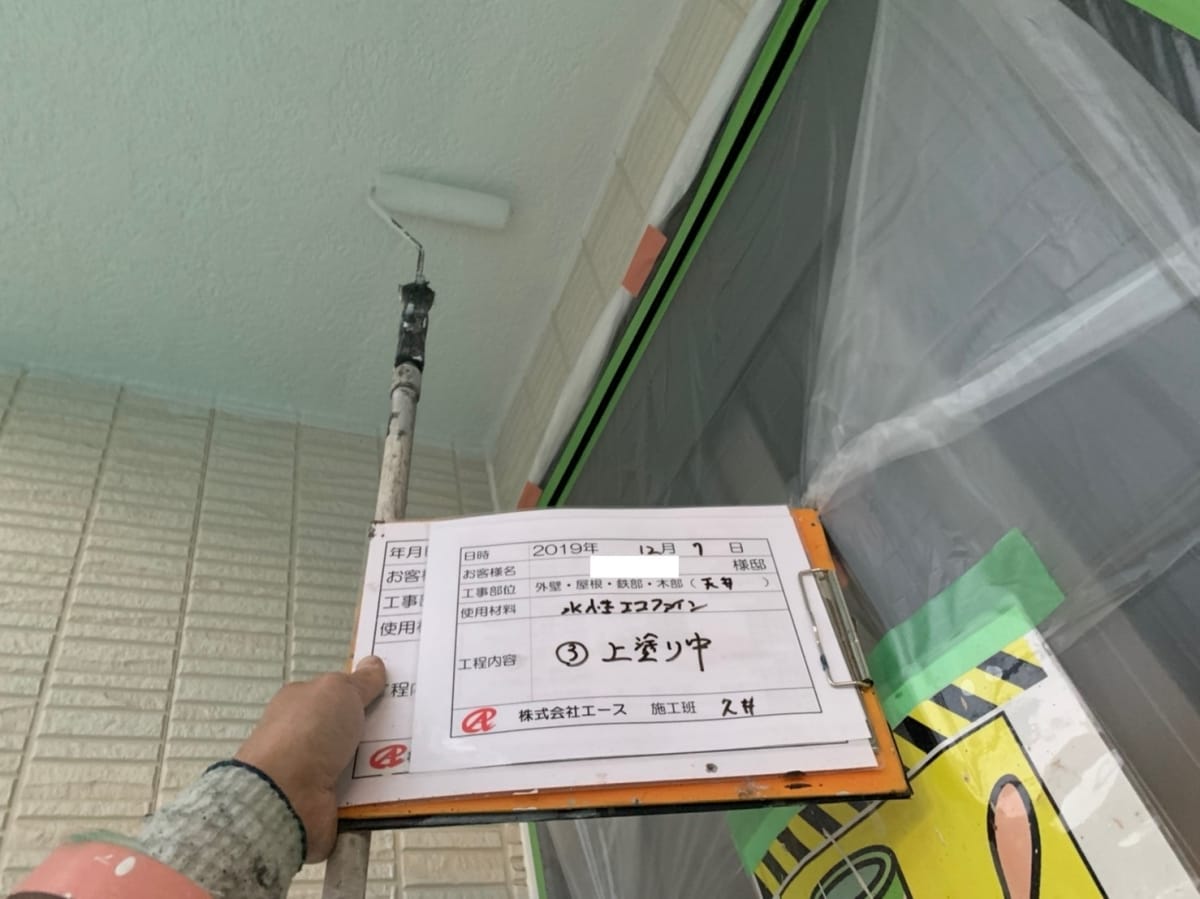 日時 2019年 12月 7日
お客様名 様邸
工事部位 外壁・屋根・鉄部・木部（天井）
使用材料 水性エコファイン
工程内容 ③上塗り中
株式会社エース 施工班 久井
年月
お客
工事
使用